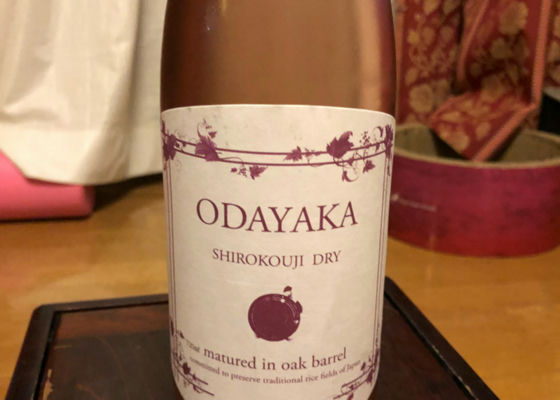 ODAYAKA
SHIROKOUJI DRY
matured in oak barrel
committed to preserve traditional rice fields of Japan